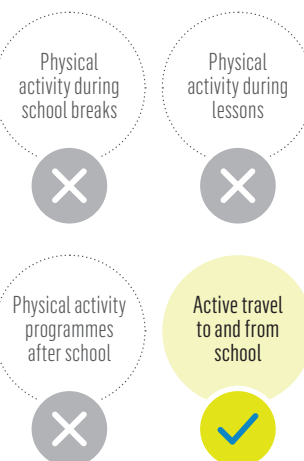 Physical
activity during
school breaks
Physical
activity during
lessons
Physical activity
programmes
after school
Active travel
to and from
school